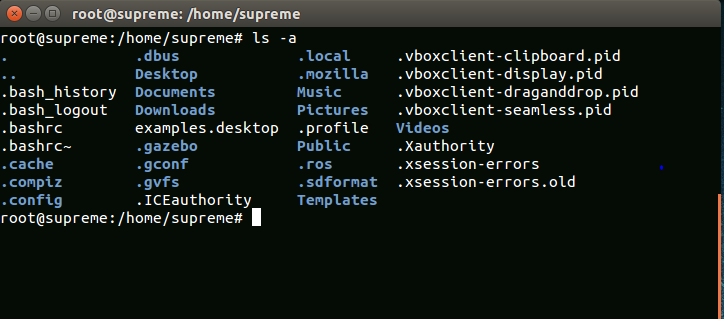 root@supreme: /home/supreme
root@supreme:/home/supreme# ls -a
. .dbus .local .vboxclient-clipboard.pid
.. Desktop .mozilla .vboxclient-display.pid
.bash_history Documents Music .vboxclient-draganddrop.pid
.bash_logout Downloads Pictures .vboxclient-seamless.pid
.bashrc examples.desktop .profile Videos
.bashrc~ .gazebo Public .Xauthority
.cache .gconf .ros .xsession-errors
.compiz .gvfs .sdformat .xsession-errors.old
.config .ICEauthority Templates
root@supreme:/home/supreme#